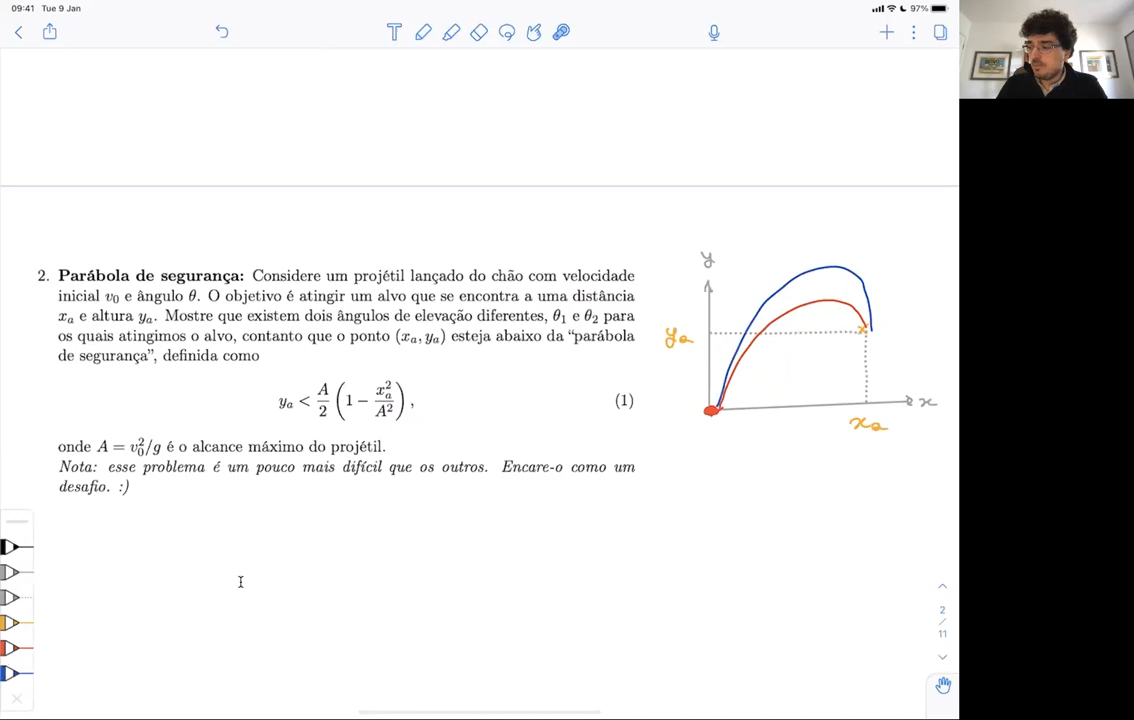 09:41 Tue 9 Jan
97%
2. Parábola de segurança: Considere um projétil lançado do chão com velocidade
inicial v₀ e ângulo θ. O objetivo é atingir um alvo que se encontra a uma distância
xₐ e altura yₐ. Mostre que existem dois ângulos de elevação diferentes, θ₁ e θ₂ para
os quais atingimos o alvo, contanto que o ponto (xₐ, yₐ) esteja abaixo da “parábola
de segurança”, definida como
yₐ < A/2 (1 − xₐ²/A²), (1)
onde A = v₀²/g é o alcance máximo do projétil.
Nota: esse problema é um pouco mais difícil que os outros. Encare-o como um
desafio. :)
y
yₐ
x
xₐ
2
/
11